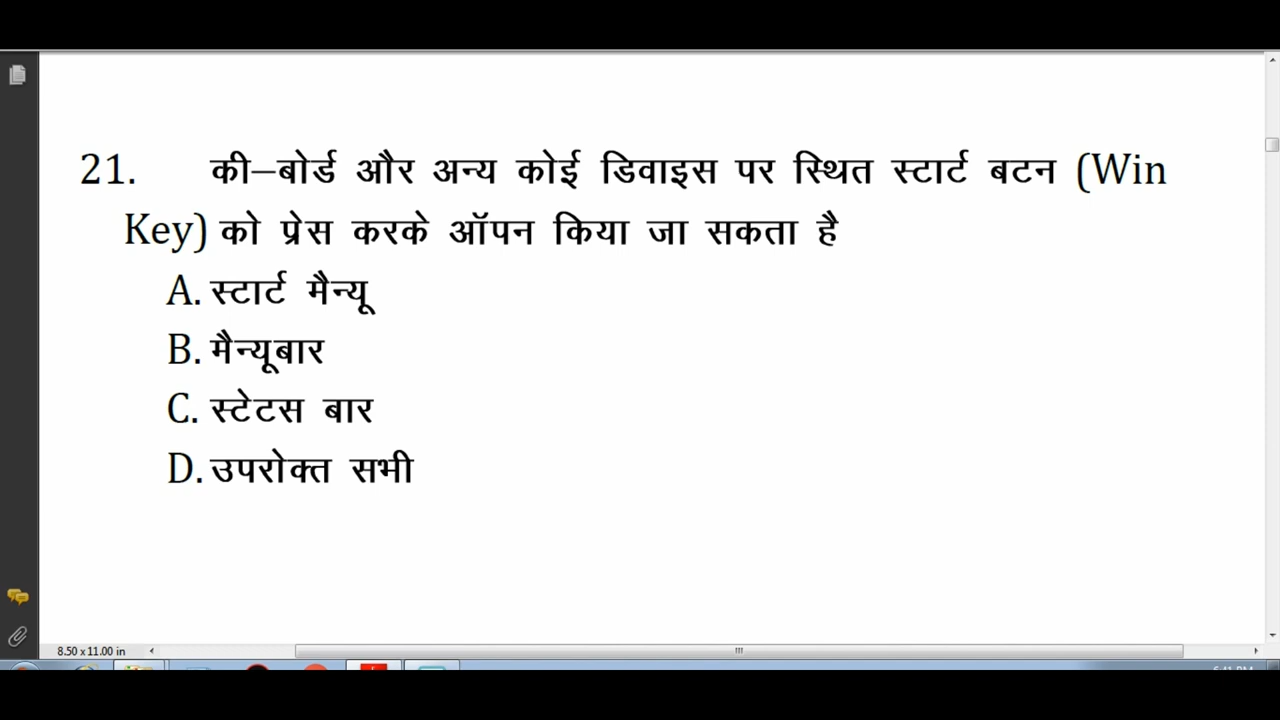 21. की–बोर्ड और अन्य कोई डिवाइस पर स्थित स्टार्ट बटन (Win
Key) को प्रेस करके ऑपन किया जा सकता है
A. स्टार्ट मैन्यू
B. मैन्यूबार
C. स्टेटस बार
D. उपरोक्त सभी
8.50 x 11.00 in